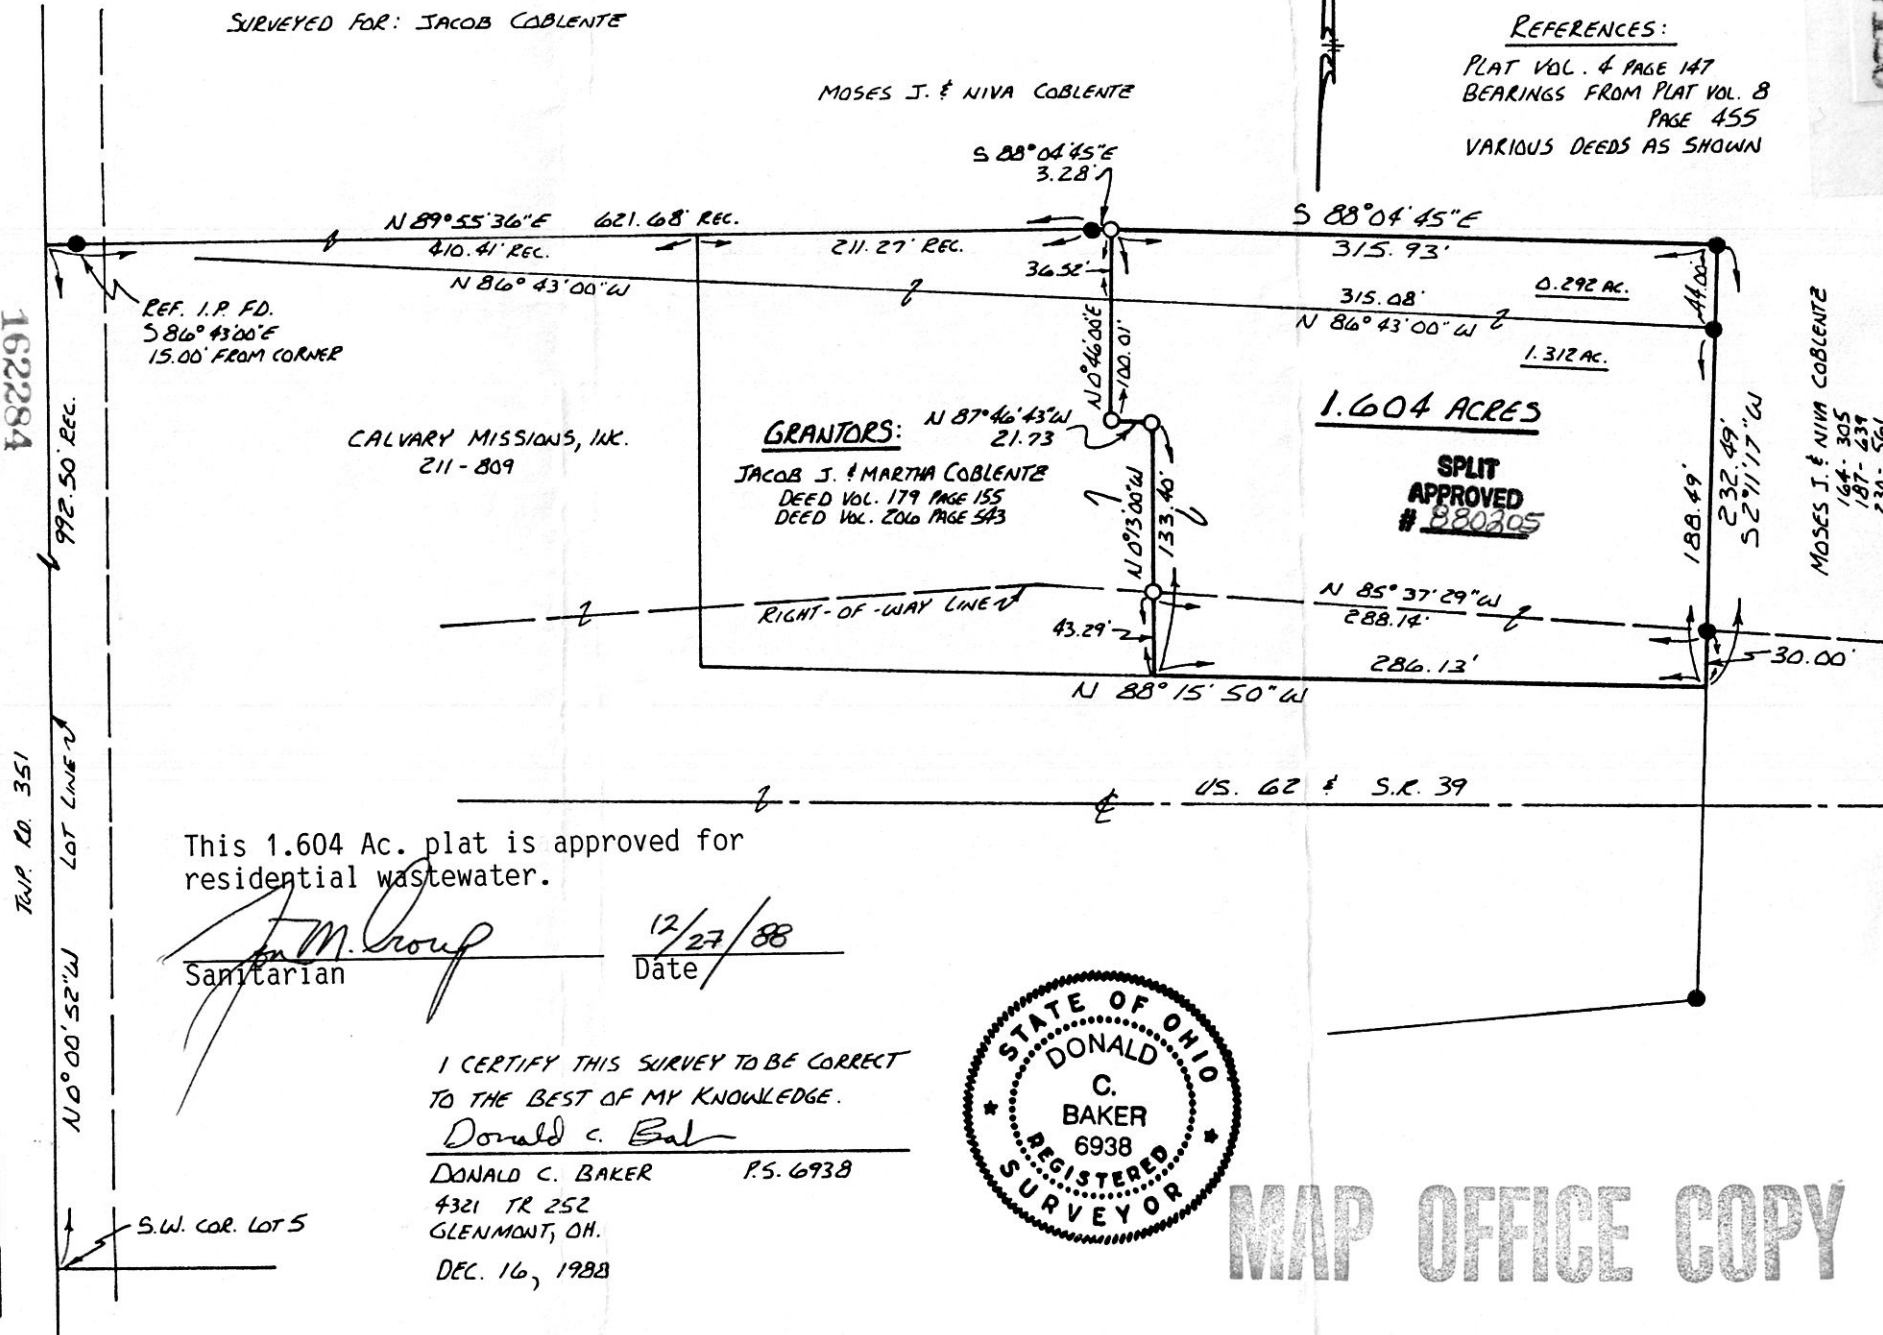 SURVEYED FOR: JACOB COBLENTZ
REFERENCES:
PLAT VOL. 4 PAGE 147
BEARINGS FROM PLAT VOL. 8
PAGE 455
VARIOUS DEEDS AS SHOWN
MOSES J. & NIVA COBLENTZ
S 88°04'45"E
3.28'
N 89°55'36"E 621.68' REC.
410.41' REC.
211.27' REC.
N 86°43'00"W
S 88°04'45"E
315.93'
36.52'
44.00'
0.292 AC.
315.08'
N 86°43'00"W
1.312 AC.
REF. I.P. FD.
S 86°43'00"E
15.00' FROM CORNER
1622284
992.50' REC.
N 0°46'00"E
100.01'
1.604 ACRES
CALVARY MISSIONS, INC.
211-809
GRANTORS:
JACOB J. & MARTHA COBLENTZ
DEED VOL. 179 PAGE 155
DEED VOL. 206 PAGE 543
N 87°46'43"W
21.73
N 0°13'00"W
133.40'
SPLIT
APPROVED
# 880205
188.49'
232.49'
S 2°11'17"W
MOSES J. & NIVA COBLENTZ
164-305
187-639
RIGHT-OF-WAY LINE
N 85°37'29"W
288.14'
43.29'
286.13'
30.00'
N 88°15'50"W
US. 62 & S.R. 39
TWP. RD. 351
LOT LINE
N 0°00'52"W
This 1.604 Ac. plat is approved for
residential wastewater.
12/27/88
Sanitarian
Date
I CERTIFY THIS SURVEY TO BE CORRECT
TO THE BEST OF MY KNOWLEDGE.
Donald C. Baker
DONALD C. BAKER P.S. 6938
4321 TR 252
GLENMONT, OH.
DEC. 16, 1988
STATE OF OHIO
DONALD
C.
BAKER
6938
REGISTERED
SURVEYOR
S.W. COR. LOT 5
MAP OFFICE COPY